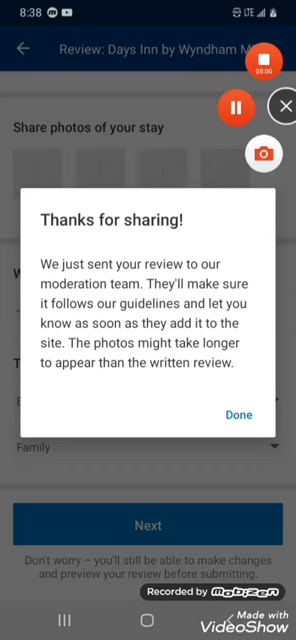 8:38
LTE
Review: Days Inn by Wyndham M
05:00
Share photos of your stay
Thanks for sharing!
We just sent your review to our
moderation team. They'll make sure
it follows our guidelines and let you
know as soon as they add it to the
site. The photos might take longer
to appear than the written review.
Done
Family
Next
Don't worry – you'll still be able to make changes
and preview your review before submitting.
Recorded by mobizen
Made with
VideoShow